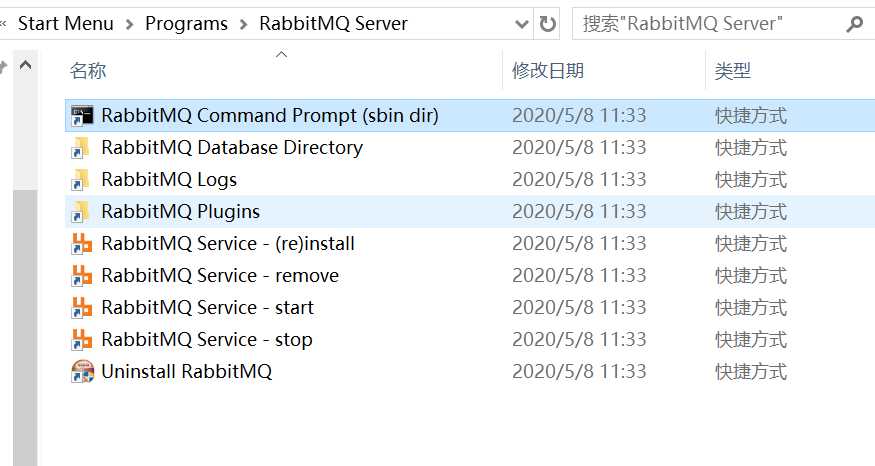 « Start Menu > Programs > RabbitMQ Server 搜索"RabbitMQ Server"
名称 修改日期 类型
RabbitMQ Command Prompt (sbin dir) 2020/5/8 11:33 快捷方式
RabbitMQ Database Directory 2020/5/8 11:33 快捷方式
RabbitMQ Logs 2020/5/8 11:33 快捷方式
RabbitMQ Plugins 2020/5/8 11:33 快捷方式
RabbitMQ Service - (re)install 2020/5/8 11:33 快捷方式
RabbitMQ Service - remove 2020/5/8 11:33 快捷方式
RabbitMQ Service - start 2020/5/8 11:33 快捷方式
RabbitMQ Service - stop 2020/5/8 11:33 快捷方式
Uninstall RabbitMQ 2020/5/8 11:33 快捷方式